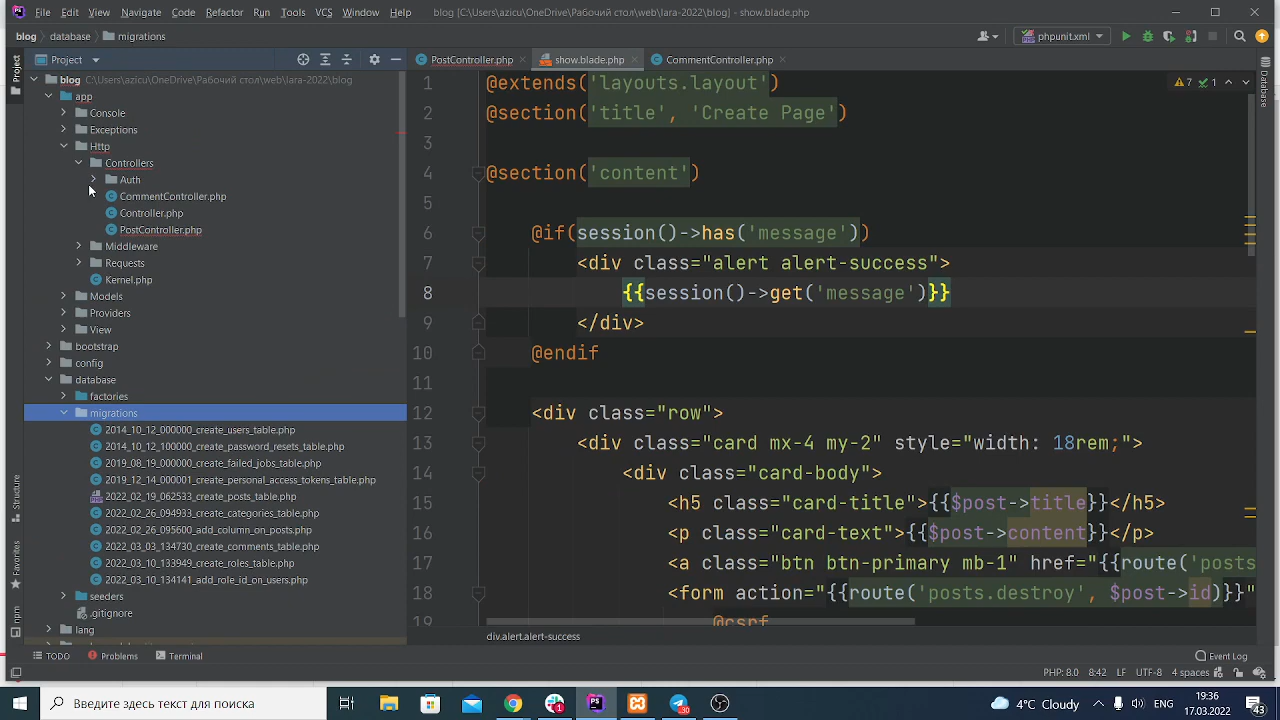 File Edit View Navigate Code Refactor Run Tools VCS Window Help blog [C:\Users\azicu\OneDrive\Рабочий стол\web\lara-2022\blog] - show.blade.php
blog database migrations phpunit.xml
Project PostController.php show.blade.php CommentController.php
Project
Structure
Favorites
npm
Database
blog C:\Users\azicu\OneDrive\Рабочий стол\web\lara-2022\blog
app
Console
Exceptions
Http
Controllers
Auth
CommentController.php
Controller.php
PostController.php
Middleware
Requests
Kernel.php
Models
Providers
View
bootstrap
config
database
factories
migrations
2014_10_12_000000_create_users_table.php
2014_10_12_100000_create_password_resets_table.php
2019_08_19_000000_create_failed_jobs_table.php
2019_12_14_000001_create_personal_access_tokens_table.php
2022_02_19_062533_create_posts_table.php
2022_02_26_094933_create_categories_table.php
2022_02_26_095600_add_column_on_posts.php
2022_03_03_134730_create_comments_table.php
2022_03_10_133949_create_roles_table.php
2022_03_10_134141_add_role_id_on_users.php
seeders
.gitignore
lang
1 @extends('layouts.layout') 7 1
2 @section('title', 'Create Page')
3
4 @section('content')
5
6 @if(session()->has('message'))
7 <div class="alert alert-success">
8 {{session()->get('message')}}
9 </div>
10 @endif
11
12 <div class="row">
13 <div class="card mx-4 my-2" style="width: 18rem;">
14 <div class="card-body">
15 <h5 class="card-title">{{$post->title}}</h5>
16 <p class="card-text">{{$post->content}}</p>
17 <a class="btn btn-primary mb-1" href="{{route('posts
18 <form action="{{route('posts.destroy', $post->id)}}"
19 @csrf
div.alert.alert-success
TODO Problems Terminal Event Log
PHP: 8.0 8:42 LF UTF-8 4 spaces
Введите здесь текст для поиска 30 4°C Cloudy ENG 19:36
17.03.2022 43